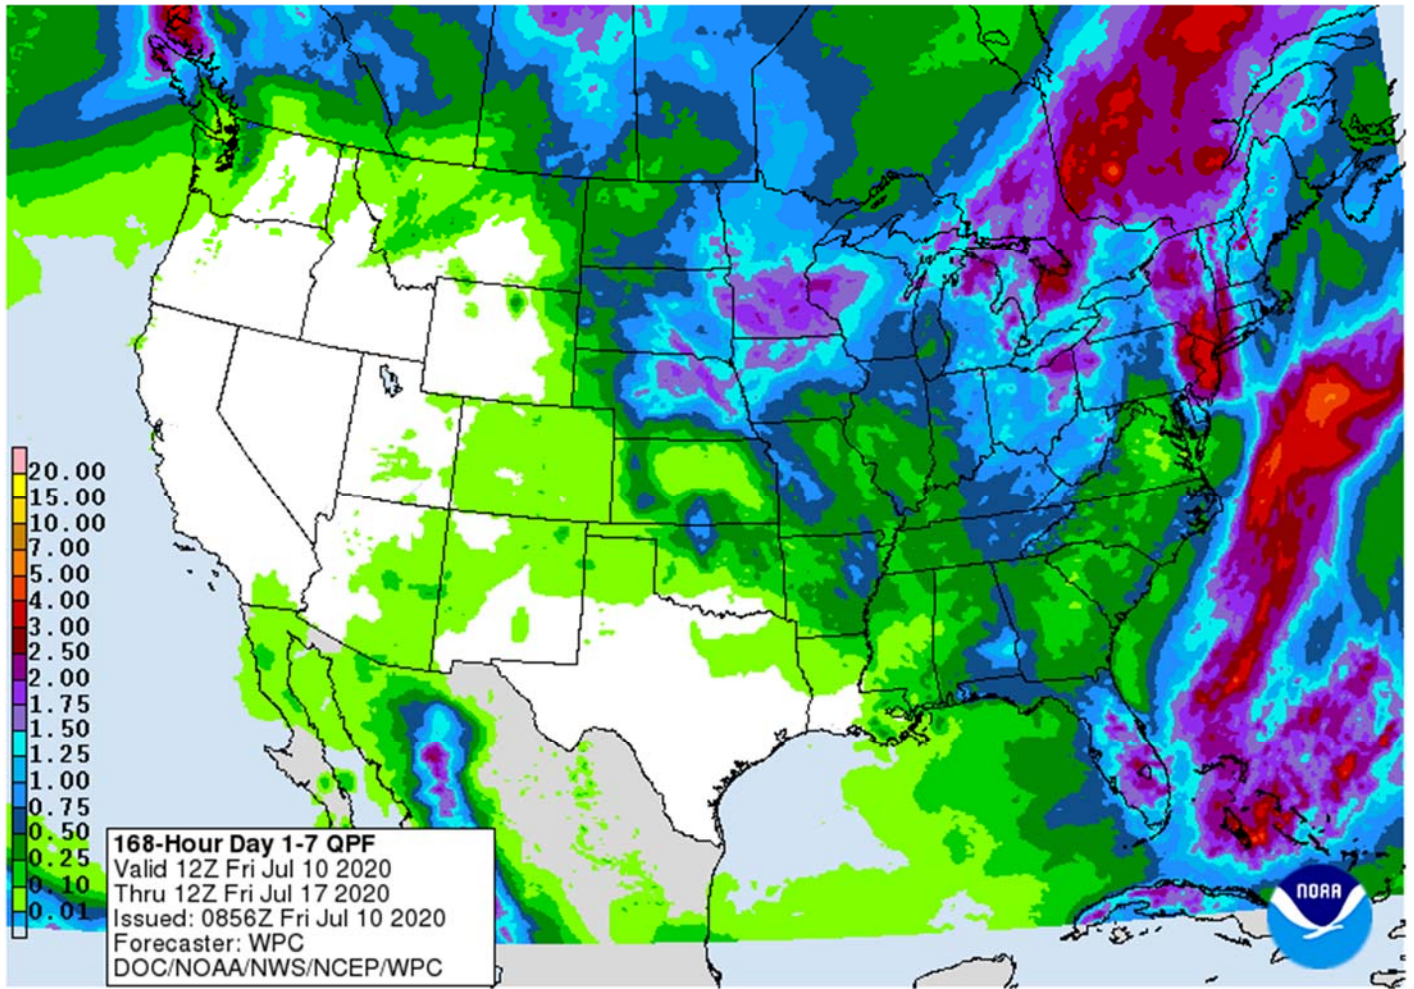 20.00
15.00
10.00
7.00
5.00
4.00
3.00
2.50
2.00
1.75
1.50
1.25
1.00
0.75
0.50
0.25
0.10
0.01
168-Hour Day 1-7 QPF
Valid 12Z Fri Jul 10 2020
Thru 12Z Fri Jul 17 2020
Issued: 0856Z Fri Jul 10 2020
Forecaster: WPC
DOC/NOAA/NWS/NCEP/WPC
NOAA